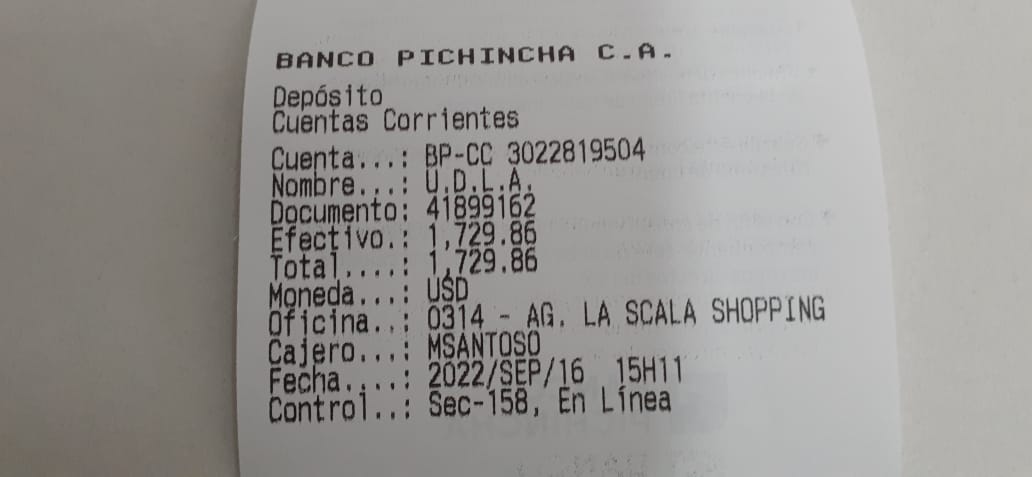 BANCO PICHINCHA C.A.
Depósito
Cuentas Corrientes
Cuenta...: BP-CC 3022819504
Nombre...: U.D.L.A.
Documento: 41899162
Efectivo.: 1,729.86
Total....: 1,729.86
Moneda...: USD
Oficina..: 0314 - AG. LA SCALA SHOPPING
Cajero...: MSANTOSO
Fecha....: 2022/SEP/16 15H11
Control..: Sec-158, En Línea